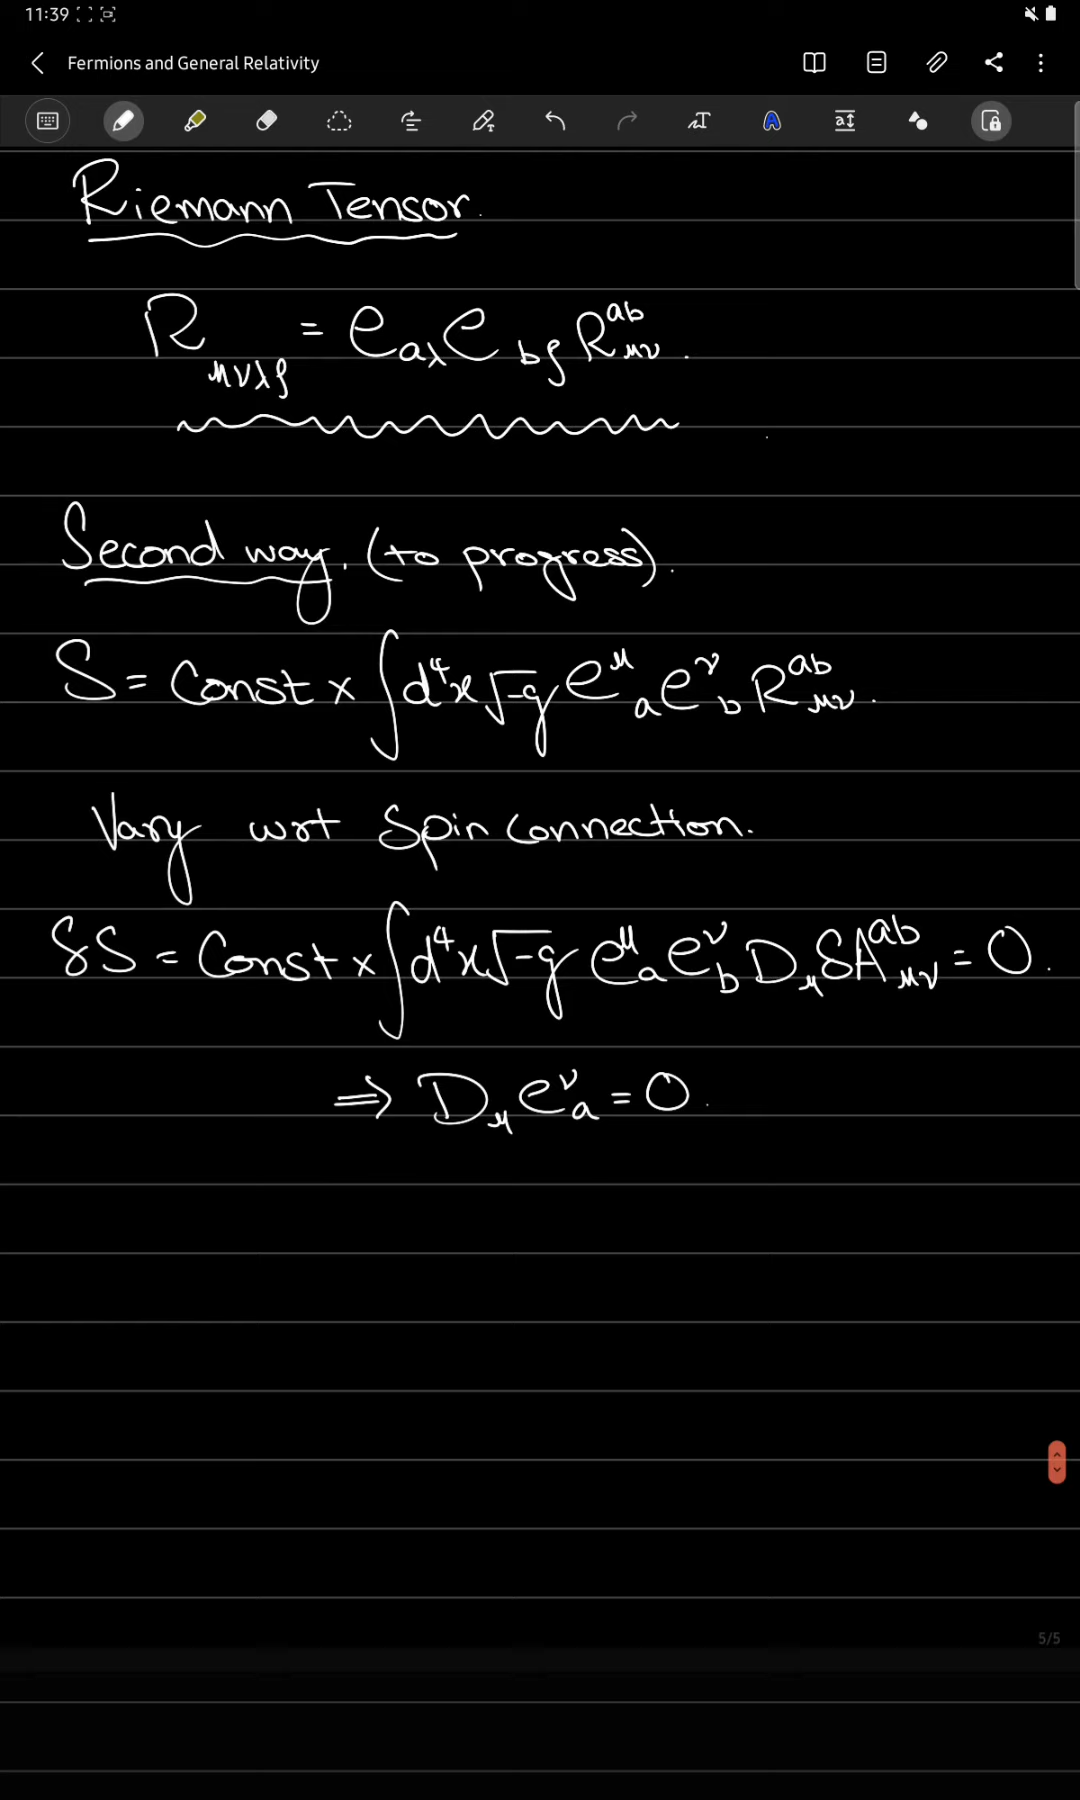 11:39
Fermions and General Relativity
Riemann Tensor.
R_{μνλρ} = e_{aλ} e_{bρ} R^{ab}_{μν}.
Second way. (to progress).
S = Const × ∫ d⁴x √-g e^μ_a e^ν_b R^{ab}_{μν}.
Vary wrt Spin connection.
δS = Const × ∫ d⁴x √-g e^μ_a e^ν_b D_μ δA^{ab}_{μν} = 0.
⇒ D_μ e^ν_a = 0.
5/5